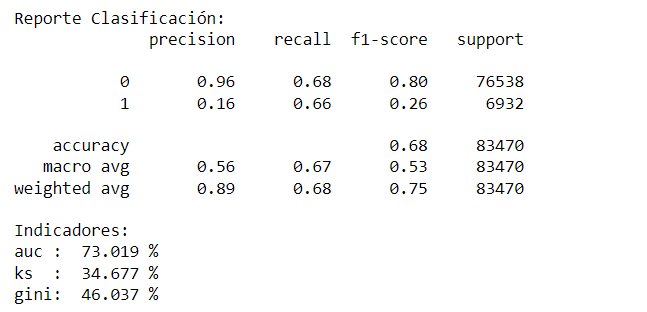 Reporte Clasificación:
precision recall f1-score support
0 0.96 0.68 0.80 76538
1 0.16 0.66 0.26 6932
accuracy 0.68 83470
macro avg 0.56 0.67 0.53 83470
weighted avg 0.89 0.68 0.75 83470
Indicadores:
auc : 73.019 %
ks : 34.677 %
gini: 46.037 %